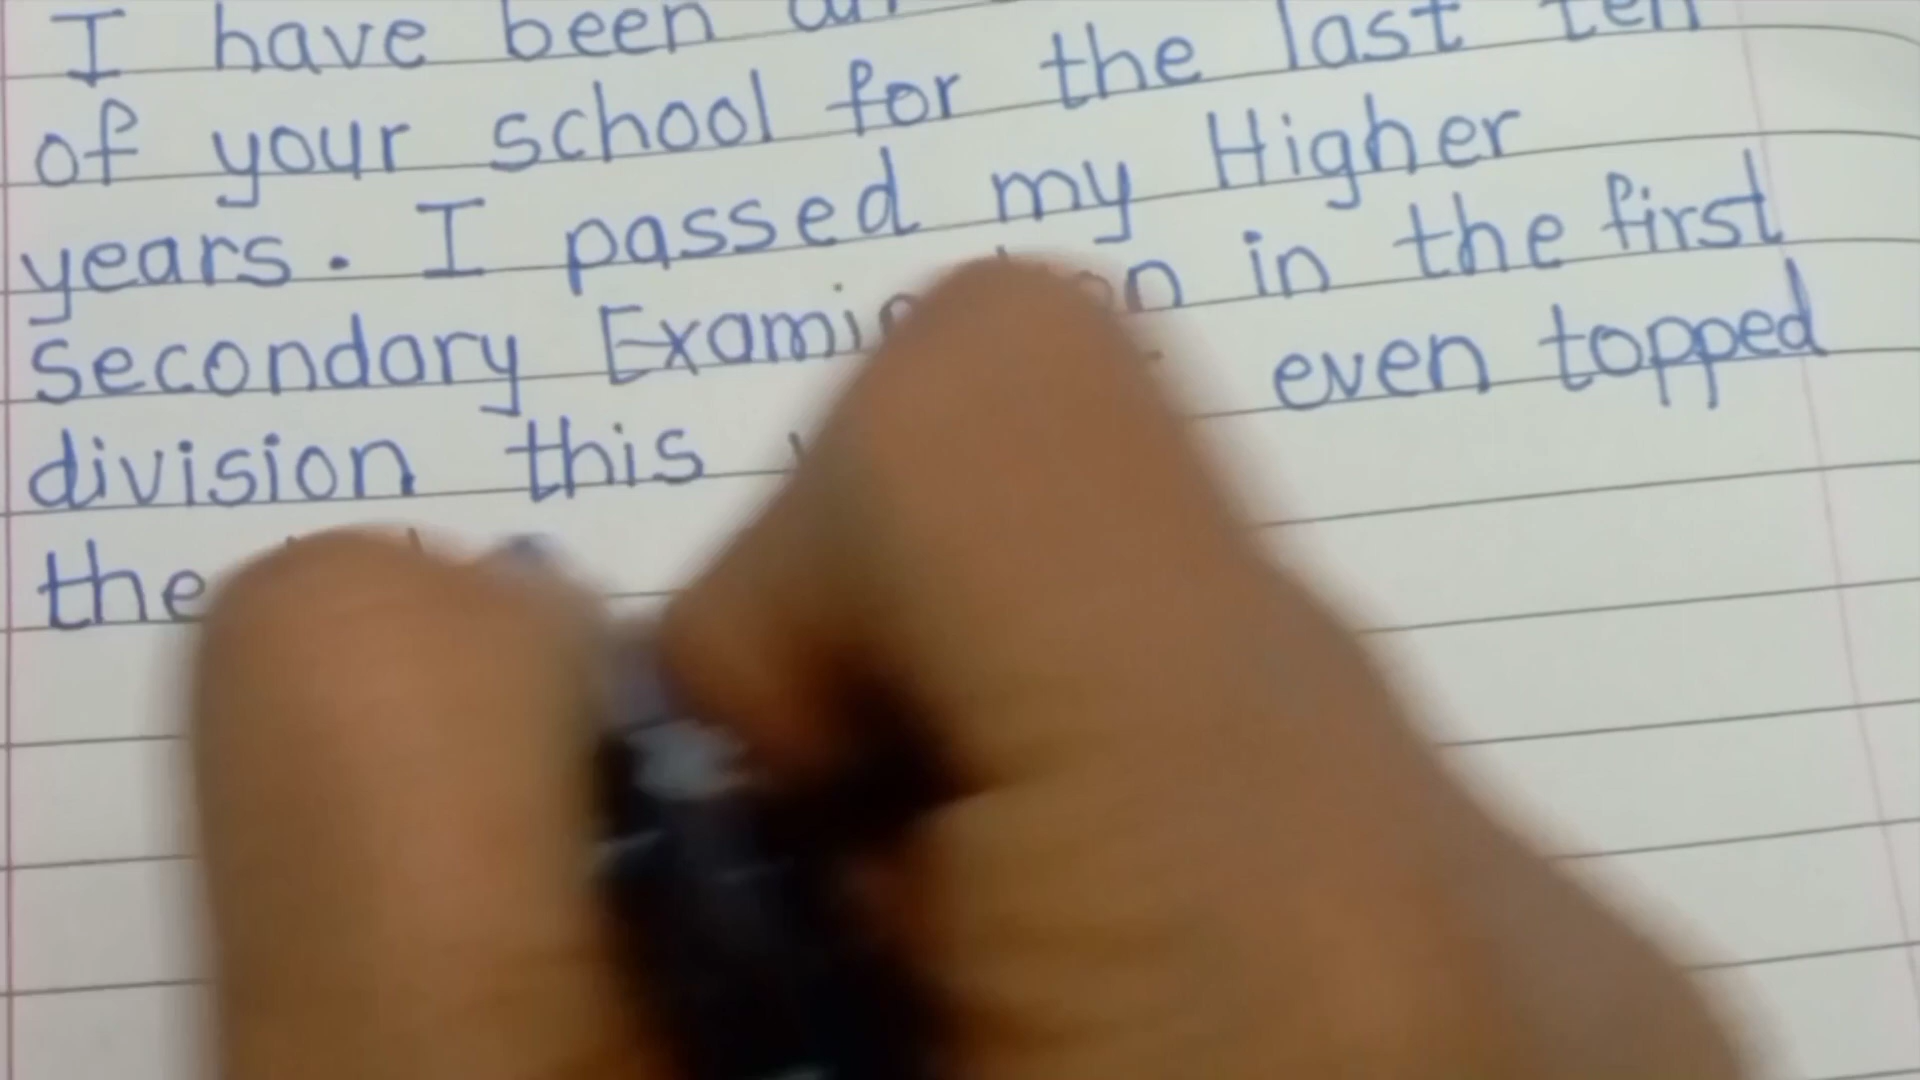 I have been
of your school for the last ten
years. I passed my Higher
Secondary in the first
division this even topped
the